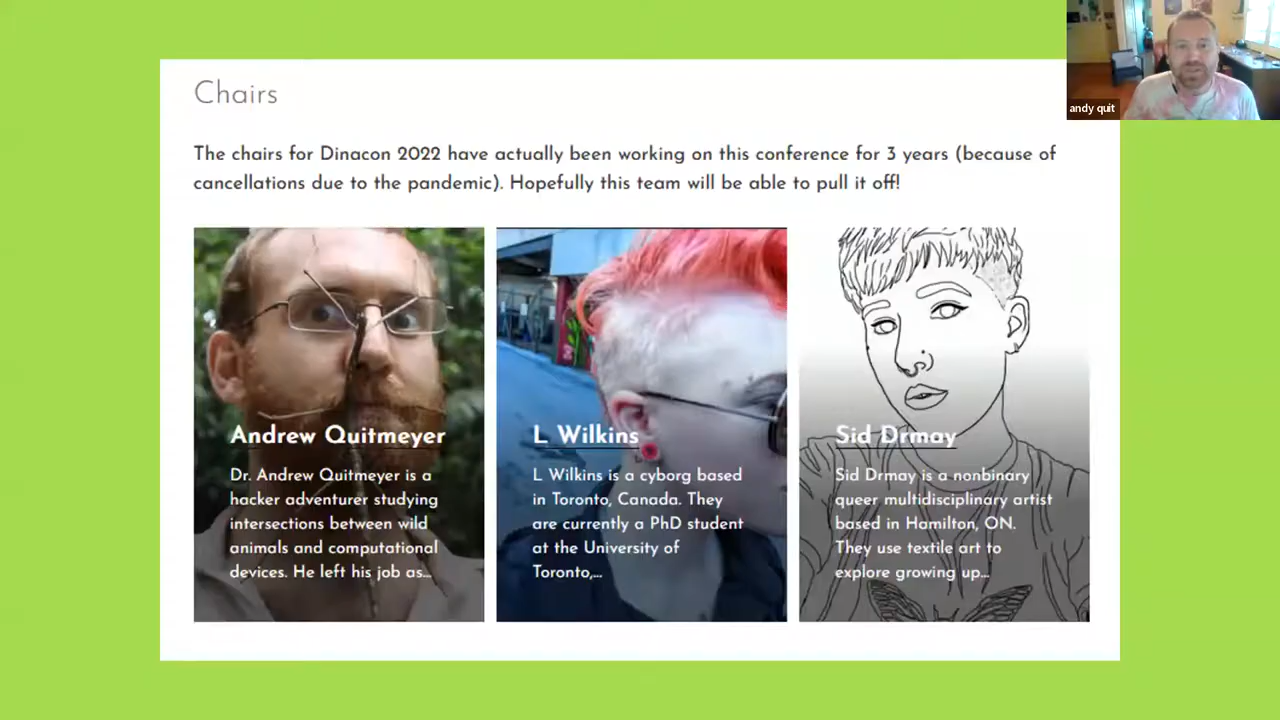 Chairs
andy quit
The chairs for Dinacon 2022 have actually been working on this conference for 3 years (because of
cancellations due to the pandemic). Hopefully this team will be able to pull it off!
Andrew Quitmeyer
Dr. Andrew Quitmeyer is a
hacker adventurer studying
intersections between wild
animals and computational
devices. He left his job as...
L Wilkins
L Wilkins is a cyborg based
in Toronto, Canada. They
are currently a PhD student
at the University of
Toronto,...
Sid Drmay
Sid Drmay is a nonbinary
queer multidisciplinary artist
based in Hamilton, ON.
They use textile art to
explore growing up...